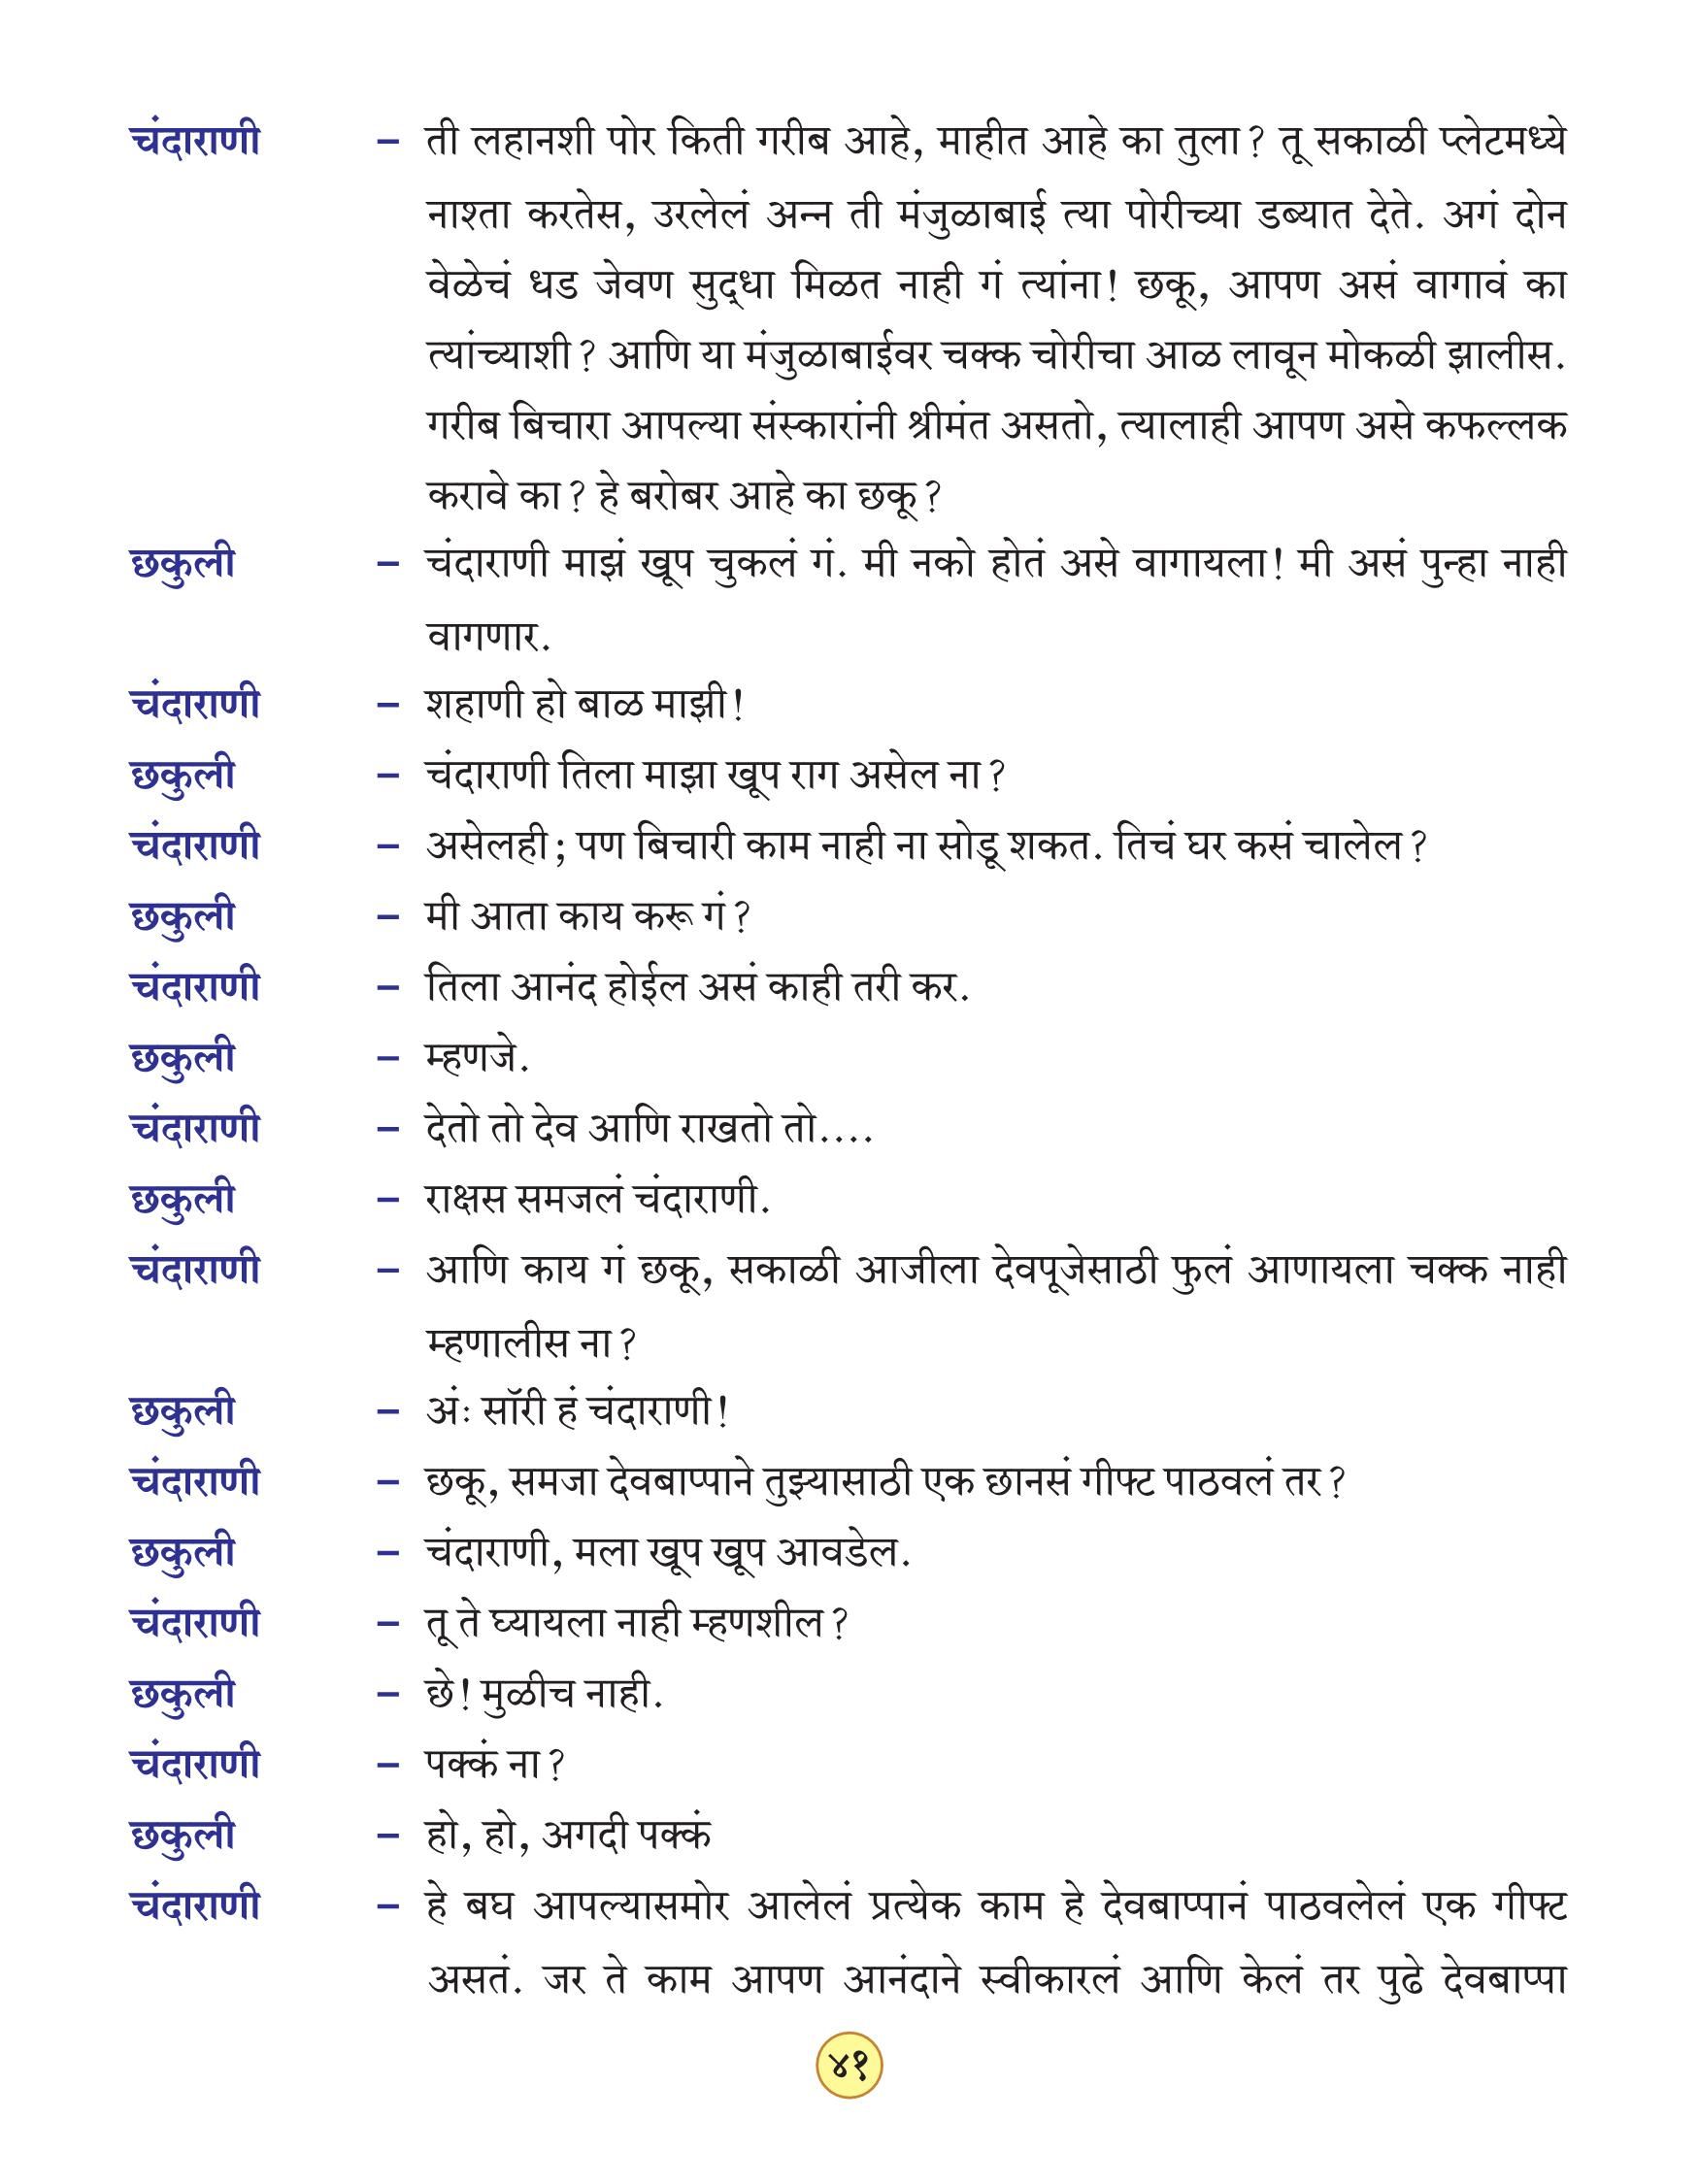 चंदाराणी – ती लहानशी पोर किती गरीब आहे, माहीत आहे का तुला? तू सकाळी प्लेटमध्ये
नाश्ता करतेस, उरलेलं अन्न ती मंजुळाबाई त्या पोरीच्या डब्यात देते. अगं दोन
वेळेचं धड जेवण सुद्धा मिळत नाही गं त्यांना! छकू, आपण असं वागावं का
त्यांच्याशी? आणि या मंजुळाबाईवर चक्क चोरीचा आळ लावून मोकळी झालीस.
गरीब बिचारा आपल्या संस्कारांनी श्रीमंत असतो, त्यालाही आपण असे कफल्लक
करावे का? हे बरोबर आहे का छकू?
छकुली – चंदाराणी माझं खूप चुकलं गं. मी नको होतं असे वागायला! मी असं पुन्हा नाही
वागणार.
चंदाराणी – शहाणी हो बाळ माझी!
छकुली – चंदाराणी तिला माझा खूप राग असेल ना?
चंदाराणी – असेलही; पण बिचारी काम नाही ना सोडू शकत. तिचं घर कसं चालेल?
छकुली – मी आता काय करू गं?
चंदाराणी – तिला आनंद होईल असं काही तरी कर.
छकुली – म्हणजे.
चंदाराणी – देतो तो देव आणि राखतो तो....
छकुली – राक्षस समजलं चंदाराणी.
चंदाराणी – आणि काय गं छकू, सकाळी आजीला देवपूजेसाठी फुलं आणायला चक्क नाही
म्हणालीस ना?
छकुली – अंः सॉरी हं चंदाराणी!
चंदाराणी – छकू, समजा देवबाप्पाने तुझ्यासाठी एक छानसं गीफ्ट पाठवलं तर?
छकुली – चंदाराणी, मला खूप खूप आवडेल.
चंदाराणी – तू ते घ्यायला नाही म्हणशील?
छकुली – छे! मुळीच नाही.
चंदाराणी – पक्कं ना?
छकुली – हो, हो, अगदी पक्कं
चंदाराणी – हे बघ आपल्यासमोर आलेलं प्रत्येक काम हे देवबाप्पानं पाठवलेलं एक गीफ्ट
असतं. जर ते काम आपण आनंदाने स्वीकारलं आणि केलं तर पुढे देवबाप्पा
४१